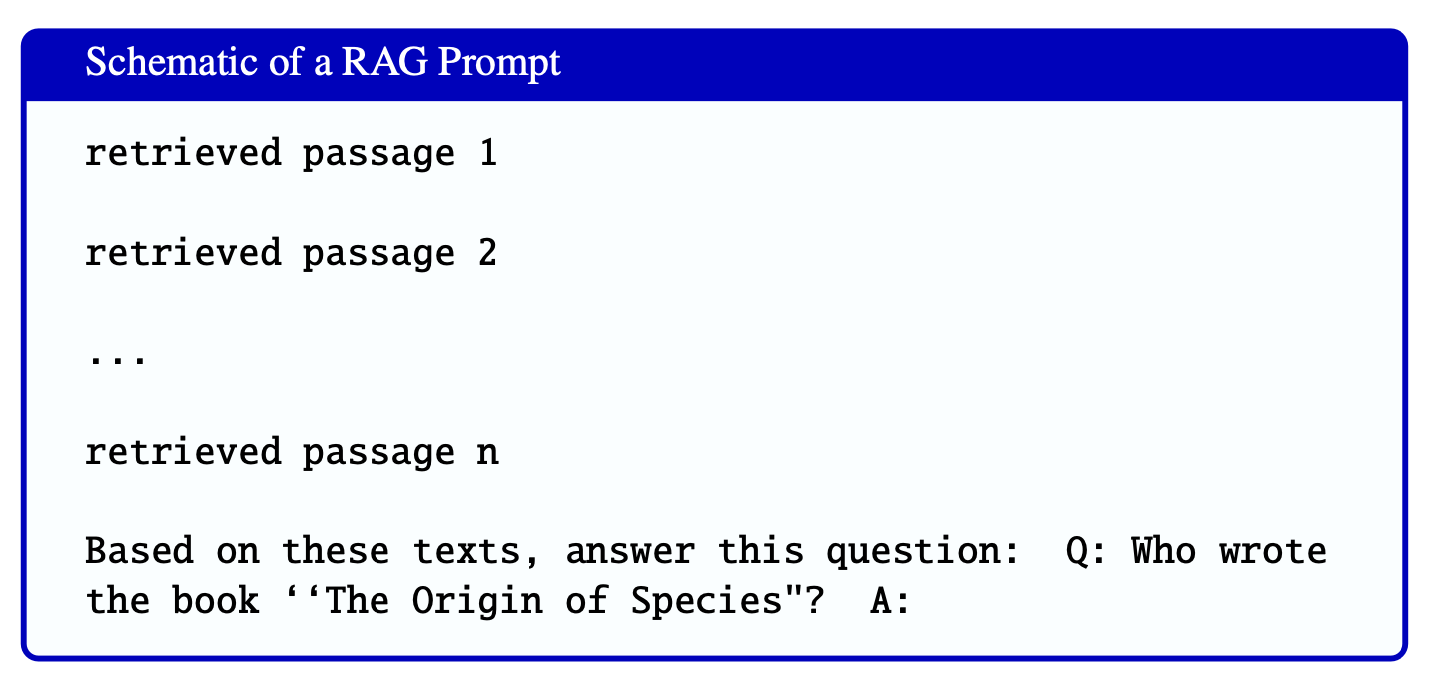 Schematic of a RAG Prompt
retrieved passage 1
retrieved passage 2
...
retrieved passage n
Based on these texts, answer this question:  Q: Who wrote
the book ‘‘The Origin of Species"?  A: